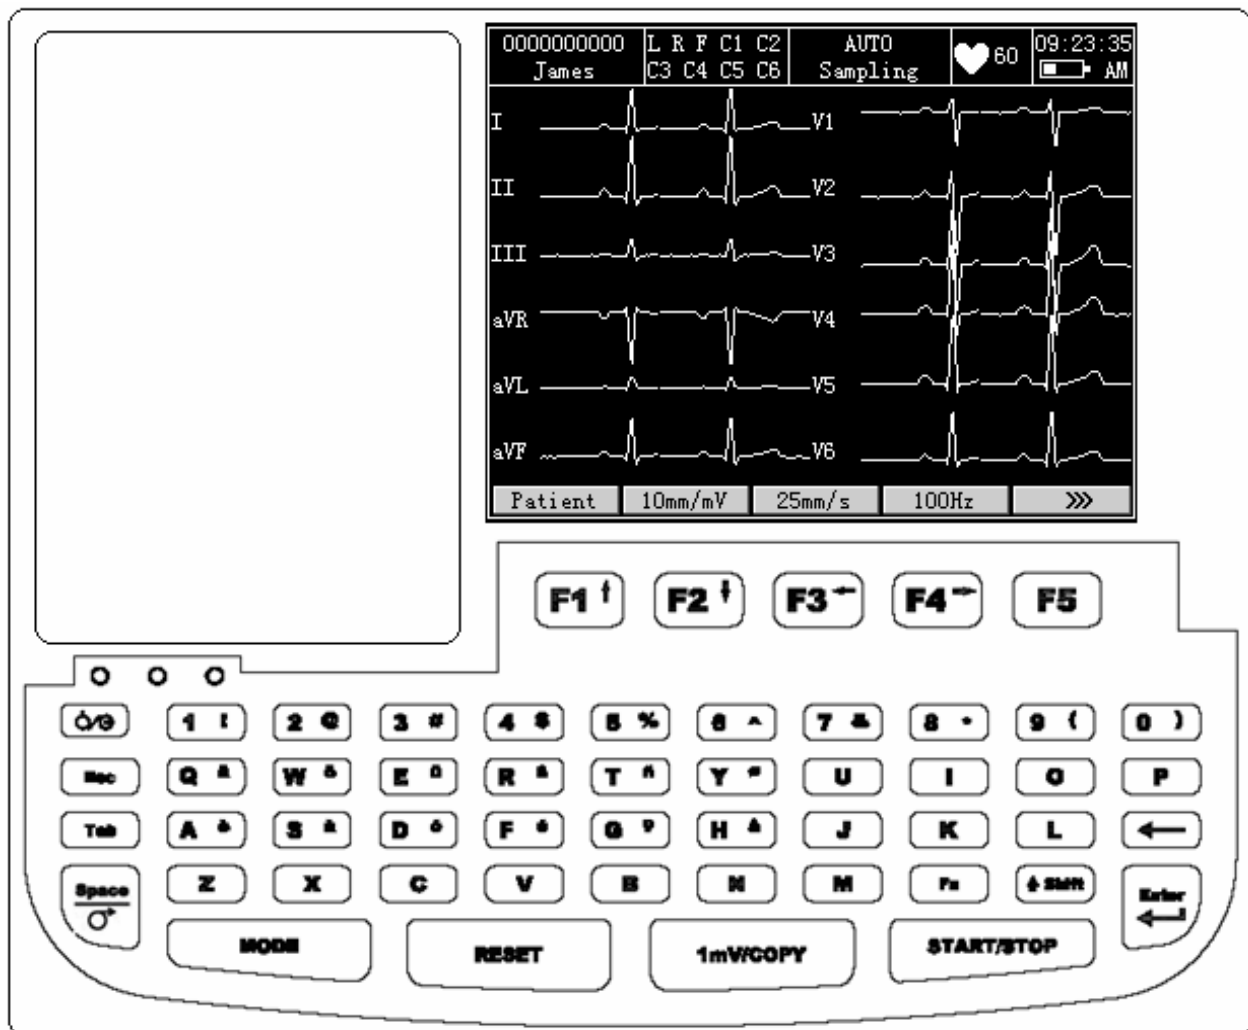 0000000000 L R F C1 C2 AUTO 60 09:23:35
James C3 C4 C5 C6 Sampling AM
I V1
II V2
III V3
aVR V4
aVL V5
aVF V6
Patient 10mm/mV 25mm/s 100Hz >>>
F1 F2 F3 F4 F5
1 ! 2 @ 3 # 4 $ 5 % 6 ^ 7 & 8 9 ( 0 )
Esc Q W E R T Y U I O P
Tab A S D F G H J K L
Space Z X C V B N M Fn Shift Enter
MODE RESET 1mV/COPY START/STOP